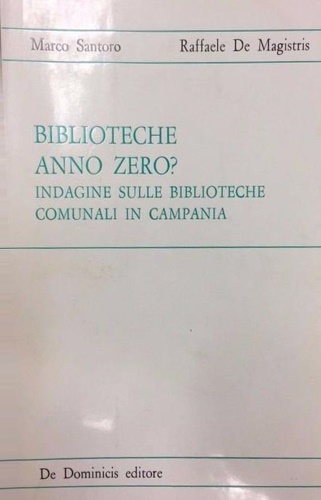 Marco Santoro Raffaele De Magistris
BIBLIOTECHE
ANNO ZERO?
INDAGINE SULLE BIBLIOTECHE
COMUNALI IN CAMPANIA
De Dominicis editore